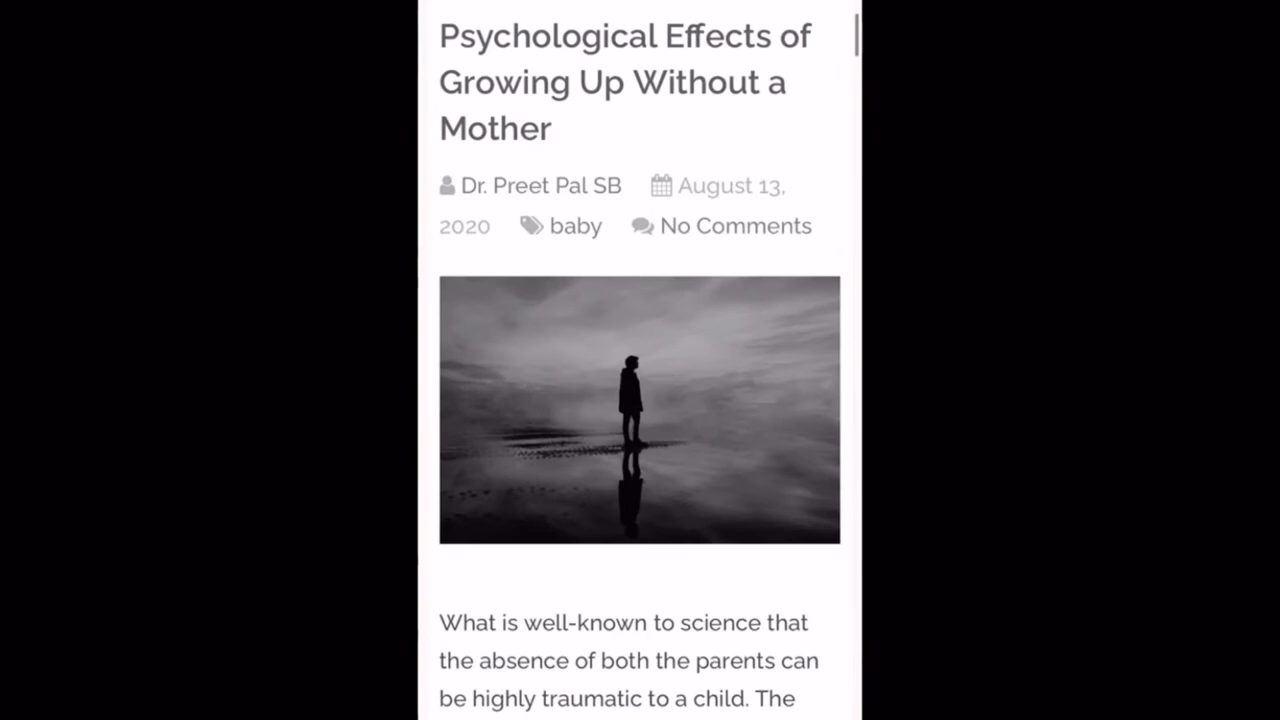 Psychological Effects of
Growing Up Without a
Mother
Dr. Preet Pal SB August 13,
2020 baby No Comments
What is well-known to science that
the absence of both the parents can
be highly traumatic to a child. The